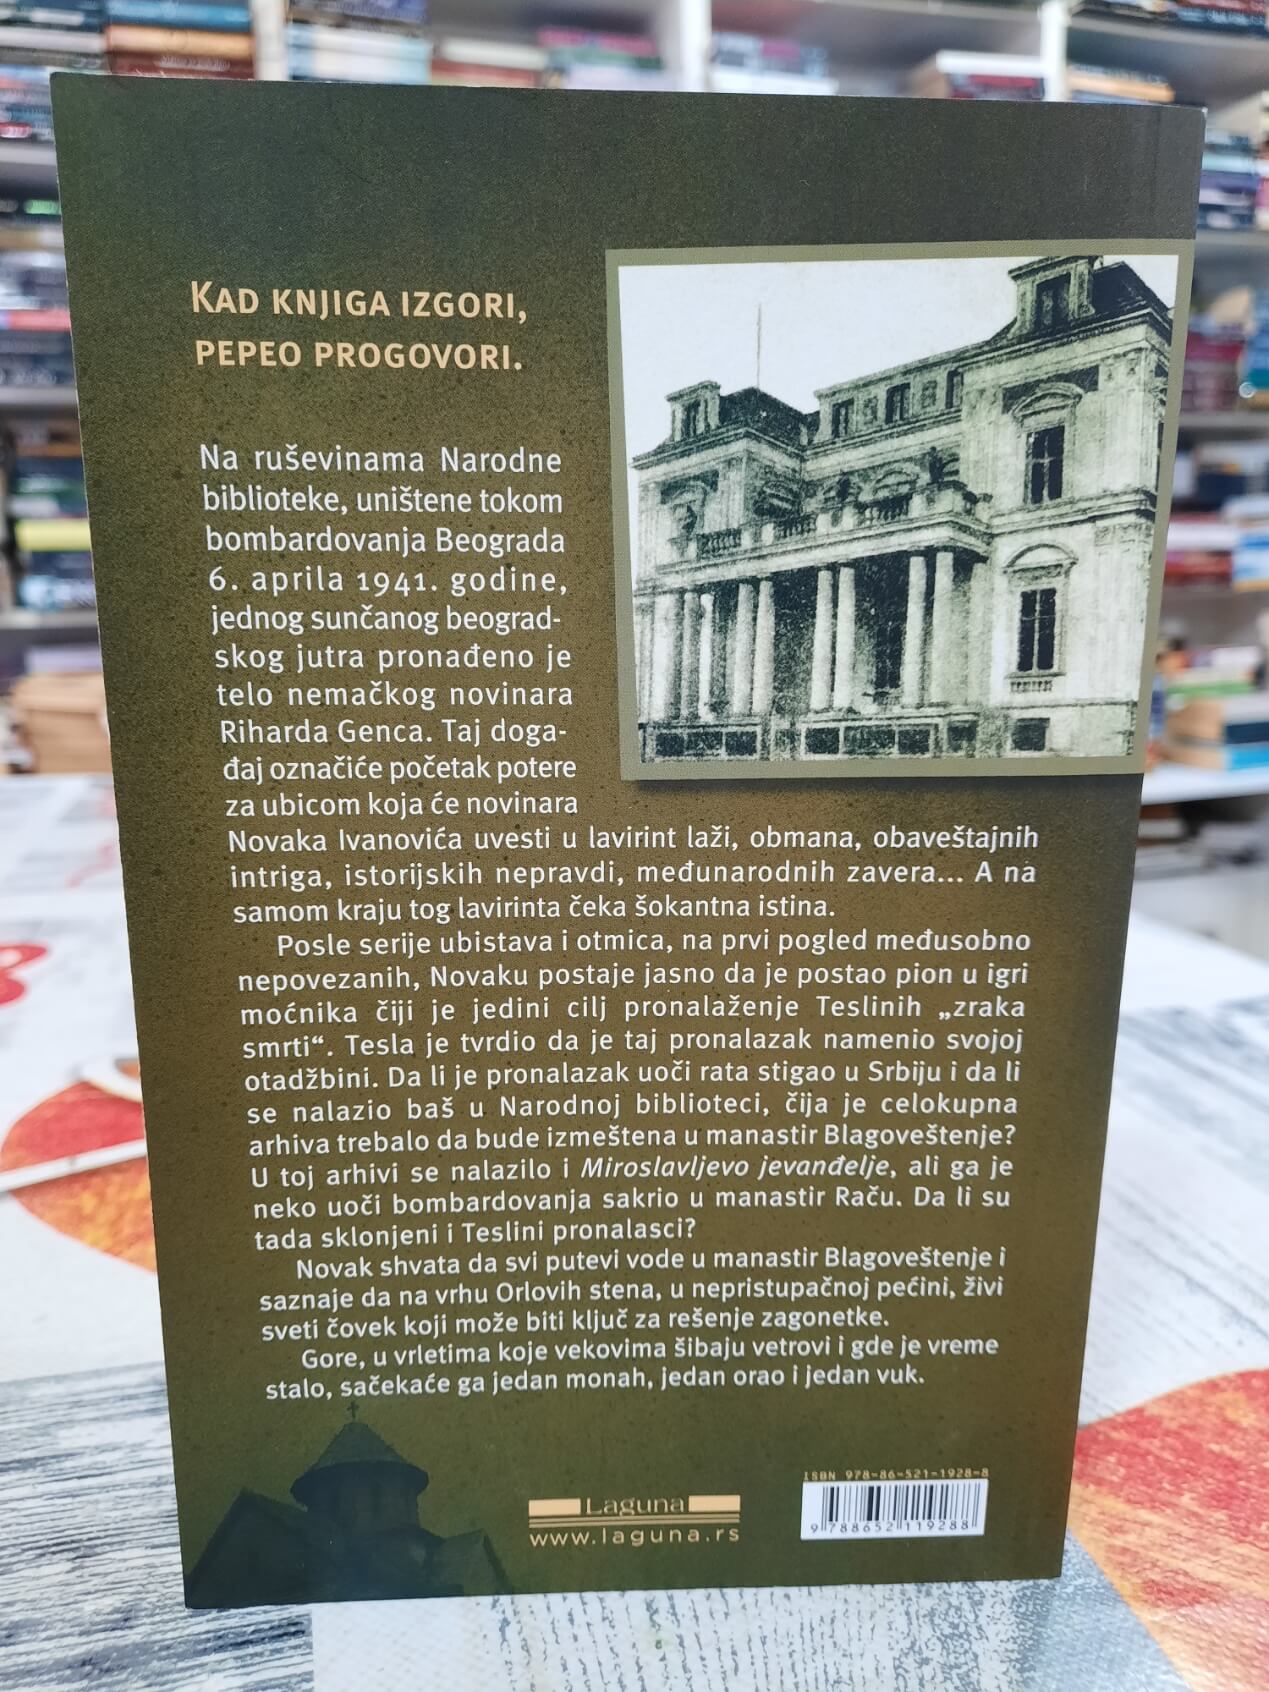 KAD KNJIGA IZGORI,
PEPEO PROGOVORI.
Na ruševinama Narodne
biblioteke, uništene tokom
bombardovanja Beograda
6. aprila 1941. godine,
jednog sunčanog beograd-
skog jutra pronađeno je
telo nemačkog novinara
Riharda Genca. Taj doga-
đaj označiće početak potere
za ubicom koja će novinara
Novaka Ivanovića uvesti u lavirint laži, obmana, obaveštajnih
intriga, istorijskih nepravdi, međunarodnih zavera... A na
samom kraju tog lavirinta čeka šokantna istina.
Posle serije ubistava i otmica, na prvi pogled međusobno
nepovezanih, Novaku postaje jasno da je postao pion u igri
moćnika čiji je jedini cilj pronalaženje Teslinih „zraka
smrti“. Tesla je tvrdio da je taj pronalazak namenio svojoj
otadžbini. Da li je pronalazak uoči rata stigao u Srbiju i da li
se nalazio baš u Narodnoj biblioteci, čija je celokupna
arhiva trebalo da bude izmeštena u manastir Blagoveštenje?
U toj arhivi se nalazilo i Miroslavljevo jevanđelje, ali ga je
neko uoči bombardovanja sakrio u manastir Raču. Da li su
tada sklonjeni i Teslini pronalasci?
Novak shvata da svi putevi vode u manastir Blagoveštenje i
saznaje da na vrhu Orlovih stena, u nepristupačnoj pećini, živi
sveti čovek koji može biti ključ za rešenje zagonetke.
Gore, u vrletima koje vekovima šibaju vetrovi i gde je vreme
stalo, sačekaće ga jedan monah, jedan orao i jedan vuk.
ISBN 978-86-521-1928-8
Laguna
www.laguna.rs
9 788652 119288